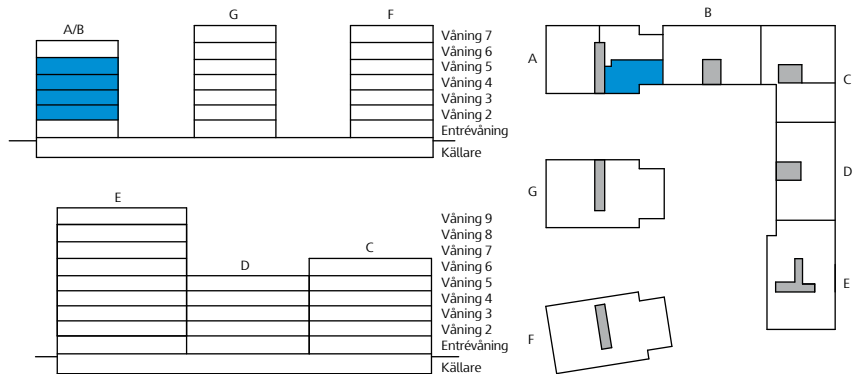 A/B
G
F
Våning 7
Våning 6
Våning 5
Våning 4
Våning 3
Våning 2
Entrévåning
Källare
E
D
C
Våning 9
Våning 8
Våning 7
Våning 6
Våning 5
Våning 4
Våning 3
Våning 2
Entrévåning
Källare
B
A
C
G
D
E
F